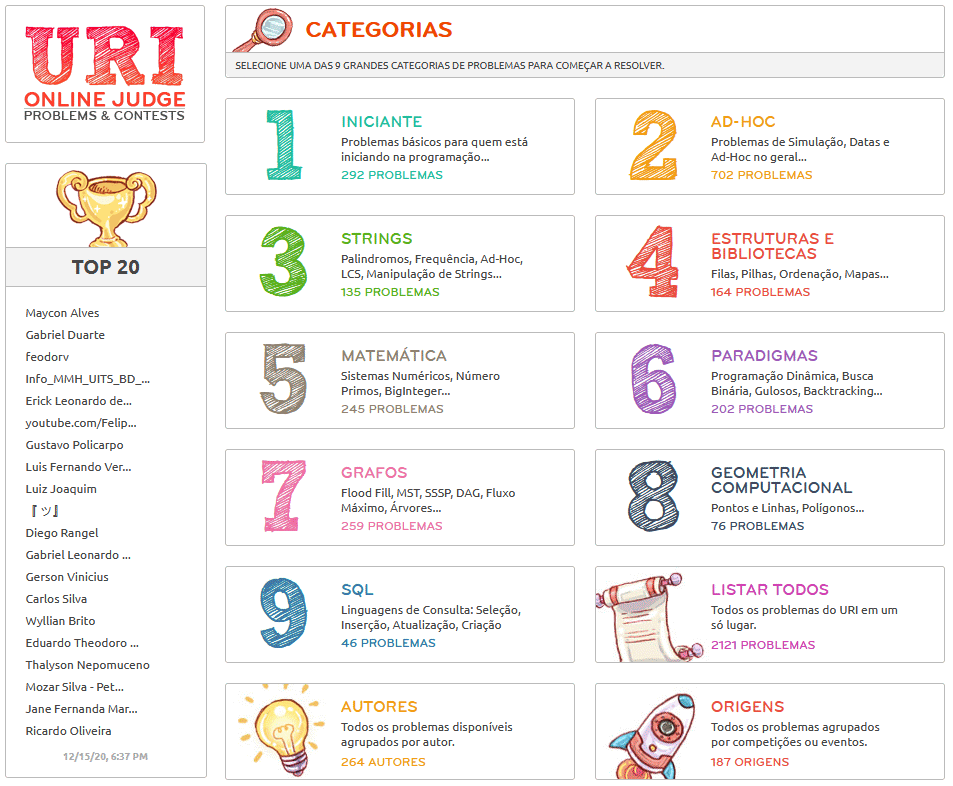 URI
ONLINE JUDGE
PROBLEMS & CONTESTS
TOP 20
Maycon Alves
Gabriel Duarte
feodorv
Info_MMH_UITS_BD_...
Erick Leonardo de...
youtube.com/Felip...
Gustavo Policarpo
Luis Fernando Ver...
Luiz Joaquim
『 ツ』
Diego Rangel
Gabriel Leonardo ...
Gerson Vinicius
Carlos Silva
Wyllian Brito
Eduardo Theodoro ...
Thalyson Nepomuceno
Mozar Silva - Pet...
Jane Fernanda Mar...
Ricardo Oliveira
12/15/20, 6:37 PM
CATEGORIAS
SELECIONE UMA DAS 9 GRANDES CATEGORIAS DE PROBLEMAS PARA COMEÇAR A RESOLVER.
1
INICIANTE
Problemas básicos para quem está
iniciando na programação...
292 PROBLEMAS
2
AD-HOC
Problemas de Simulação, Datas e
Ad-Hoc no geral...
702 PROBLEMAS
3
STRINGS
Palindromos, Frequência, Ad-Hoc,
LCS, Manipulação de Strings...
135 PROBLEMAS
4
ESTRUTURAS E
BIBLIOTECAS
Filas, Pilhas, Ordenação, Mapas...
164 PROBLEMAS
5
MATEMÁTICA
Sistemas Numéricos, Número
Primos, BigInteger...
245 PROBLEMAS
6
PARADIGMAS
Programação Dinâmica, Busca
Binária, Gulosos, Backtracking...
202 PROBLEMAS
7
GRAFOS
Flood Fill, MST, SSSP, DAG, Fluxo
Máximo, Árvores...
259 PROBLEMAS
8
GEOMETRIA
COMPUTACIONAL
Pontos e Linhas, Polígonos...
76 PROBLEMAS
9
SQL
Linguagens de Consulta: Seleção,
Inserção, Atualização, Criação
46 PROBLEMAS
LISTAR TODOS
Todos os problemas do URI em um
só lugar.
2121 PROBLEMAS
AUTORES
Todos os problemas disponíveis
agrupados por autor.
264 AUTORES
ORIGENS
Todos os problemas agrupados
por competições ou eventos.
187 ORIGENS